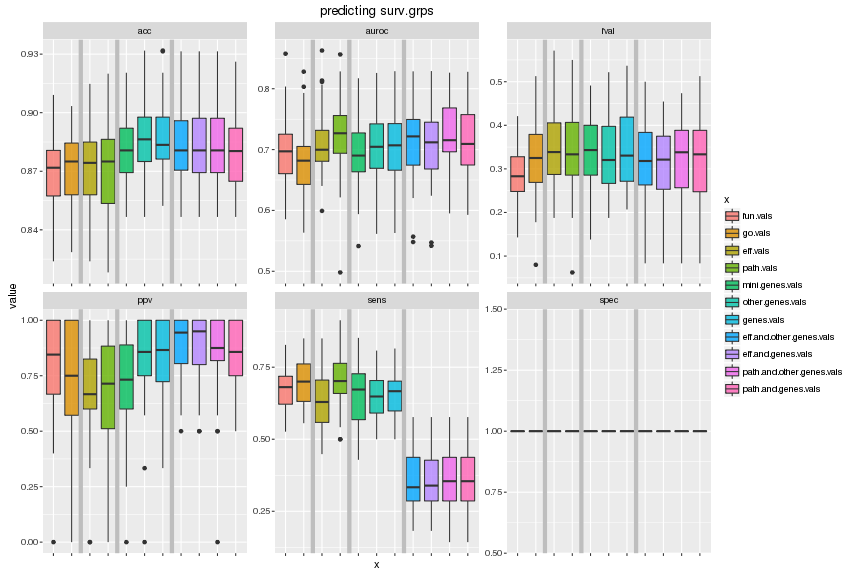 predicting surv.grps
acc
auroc
fval
0.93
0.90
0.87
0.84
0.8
0.7
0.6
0.5
0.5
0.4
0.3
0.2
0.1
value
ppv
sens
spec
1.00
0.75
0.50
0.25
0.00
0.75
0.50
0.25
1.50
1.25
1.00
0.75
0.50
x
x
fun.vals
go.vals
eff.vals
path.vals
mini.genes.vals
other.genes.vals
genes.vals
eff.and.other.genes.vals
eff.and.genes.vals
path.and.other.genes.vals
path.and.genes.vals